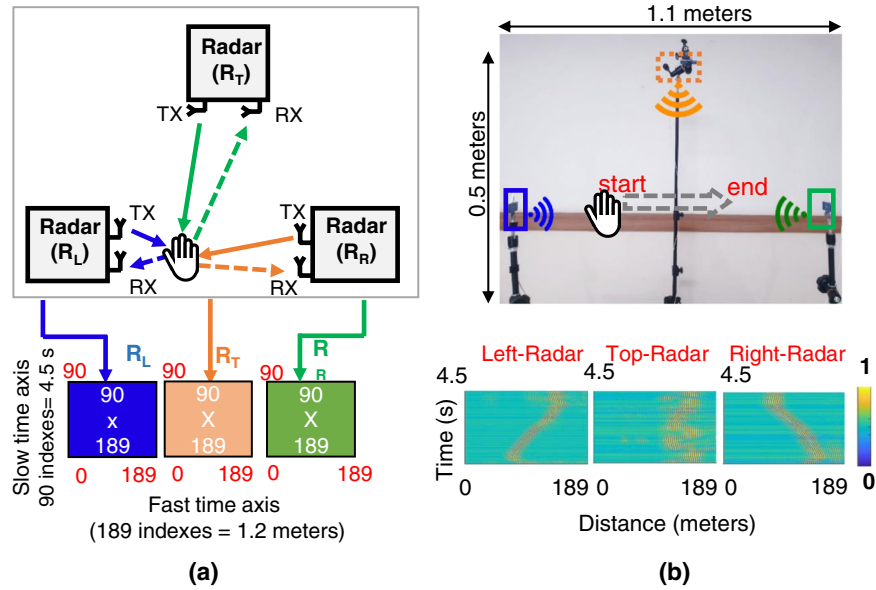 Radar
(R_T)
TX
RX
TX
Radar
(R_L)
RX
TX
Radar
(R_R)
RX
Slow time axis
90 indexes= 4.5 s
R_L
R_T
R
R
90
90
90
90
x
189
90
X
189
90
X
189
0
189
0
189
0
189
Fast time axis
(189 indexes = 1.2 meters)
(a)
1.1 meters
0.5 meters
start
end
Left-Radar
Top-Radar
Right-Radar
4.5
4.5
4.5
Time (s)
1
0
0
189
0
189
0
189
Distance (meters)
(b)